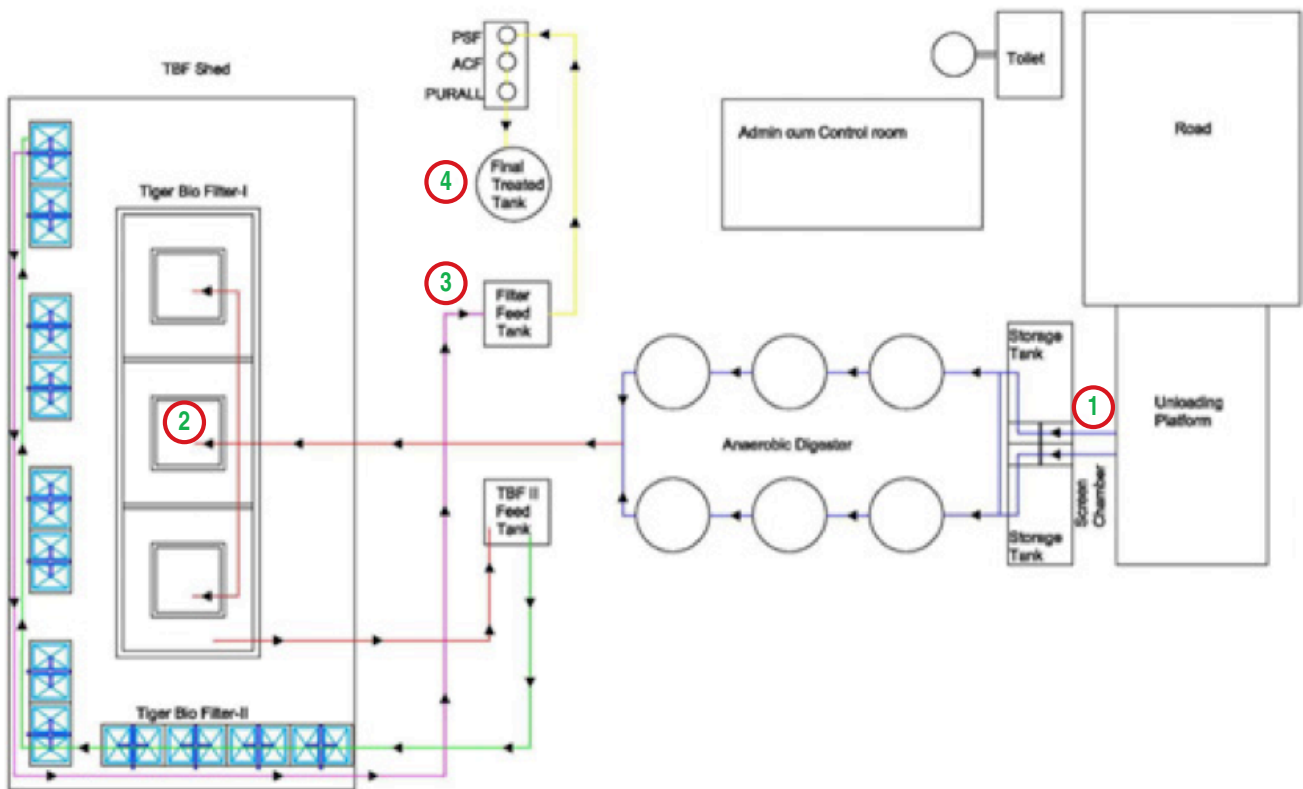 PSF
ACF
PURALL
TBF Shed
Toilet
Road
Admin oum Control room
Final
Treated
Tank
4
Tiger Bio Filter-I
3
Filter
Feed
Tank
Storage
Tank
1
Unloading
Platform
2
Anaerobic Digester
TBF II
Feed
Tank
Screen
Chamber
Storage
Tank
Tiger Bio Filter-II